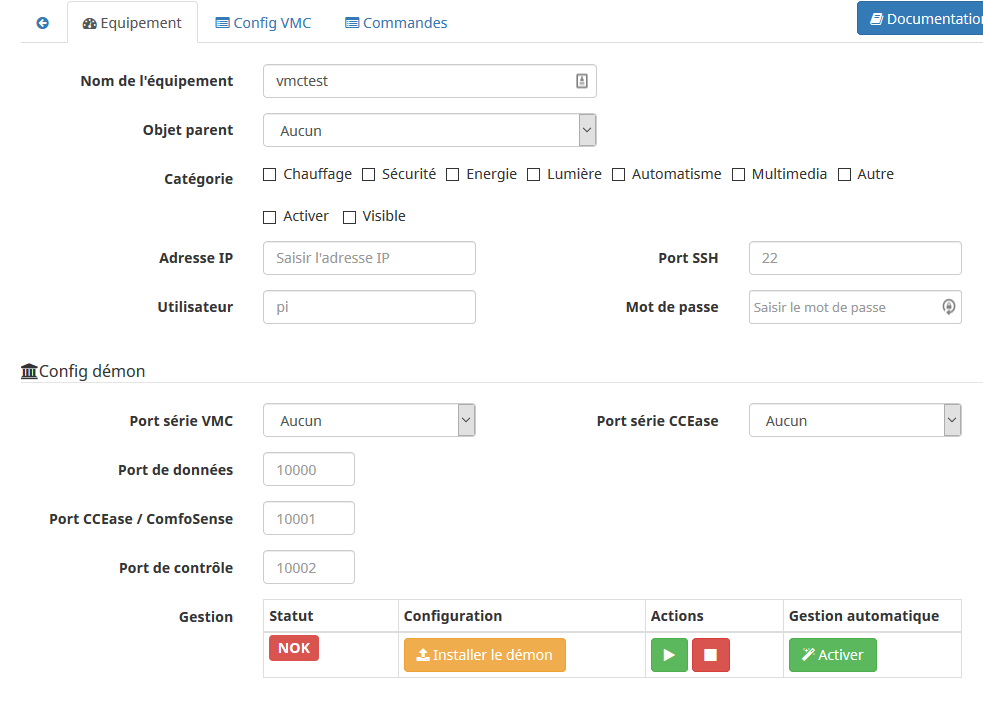 Equipement Config VMC Commandes Documentation
Nom de l'équipement vmctest
Objet parent Aucun
Catégorie Chauffage Sécurité Energie Lumière Automatisme Multimedia Autre
Activer Visible
Adresse IP Saisir l'adresse IP Port SSH 22
Utilisateur pi Mot de passe Saisir le mot de passe
Config démon
Port série VMC Aucun Port série CCEase Aucun
Port de données 10000
Port CCEase / ComfoSense 10001
Port de contrôle 10002
Gestion Statut Configuration Actions Gestion automatique
NOK Installer le démon Activer